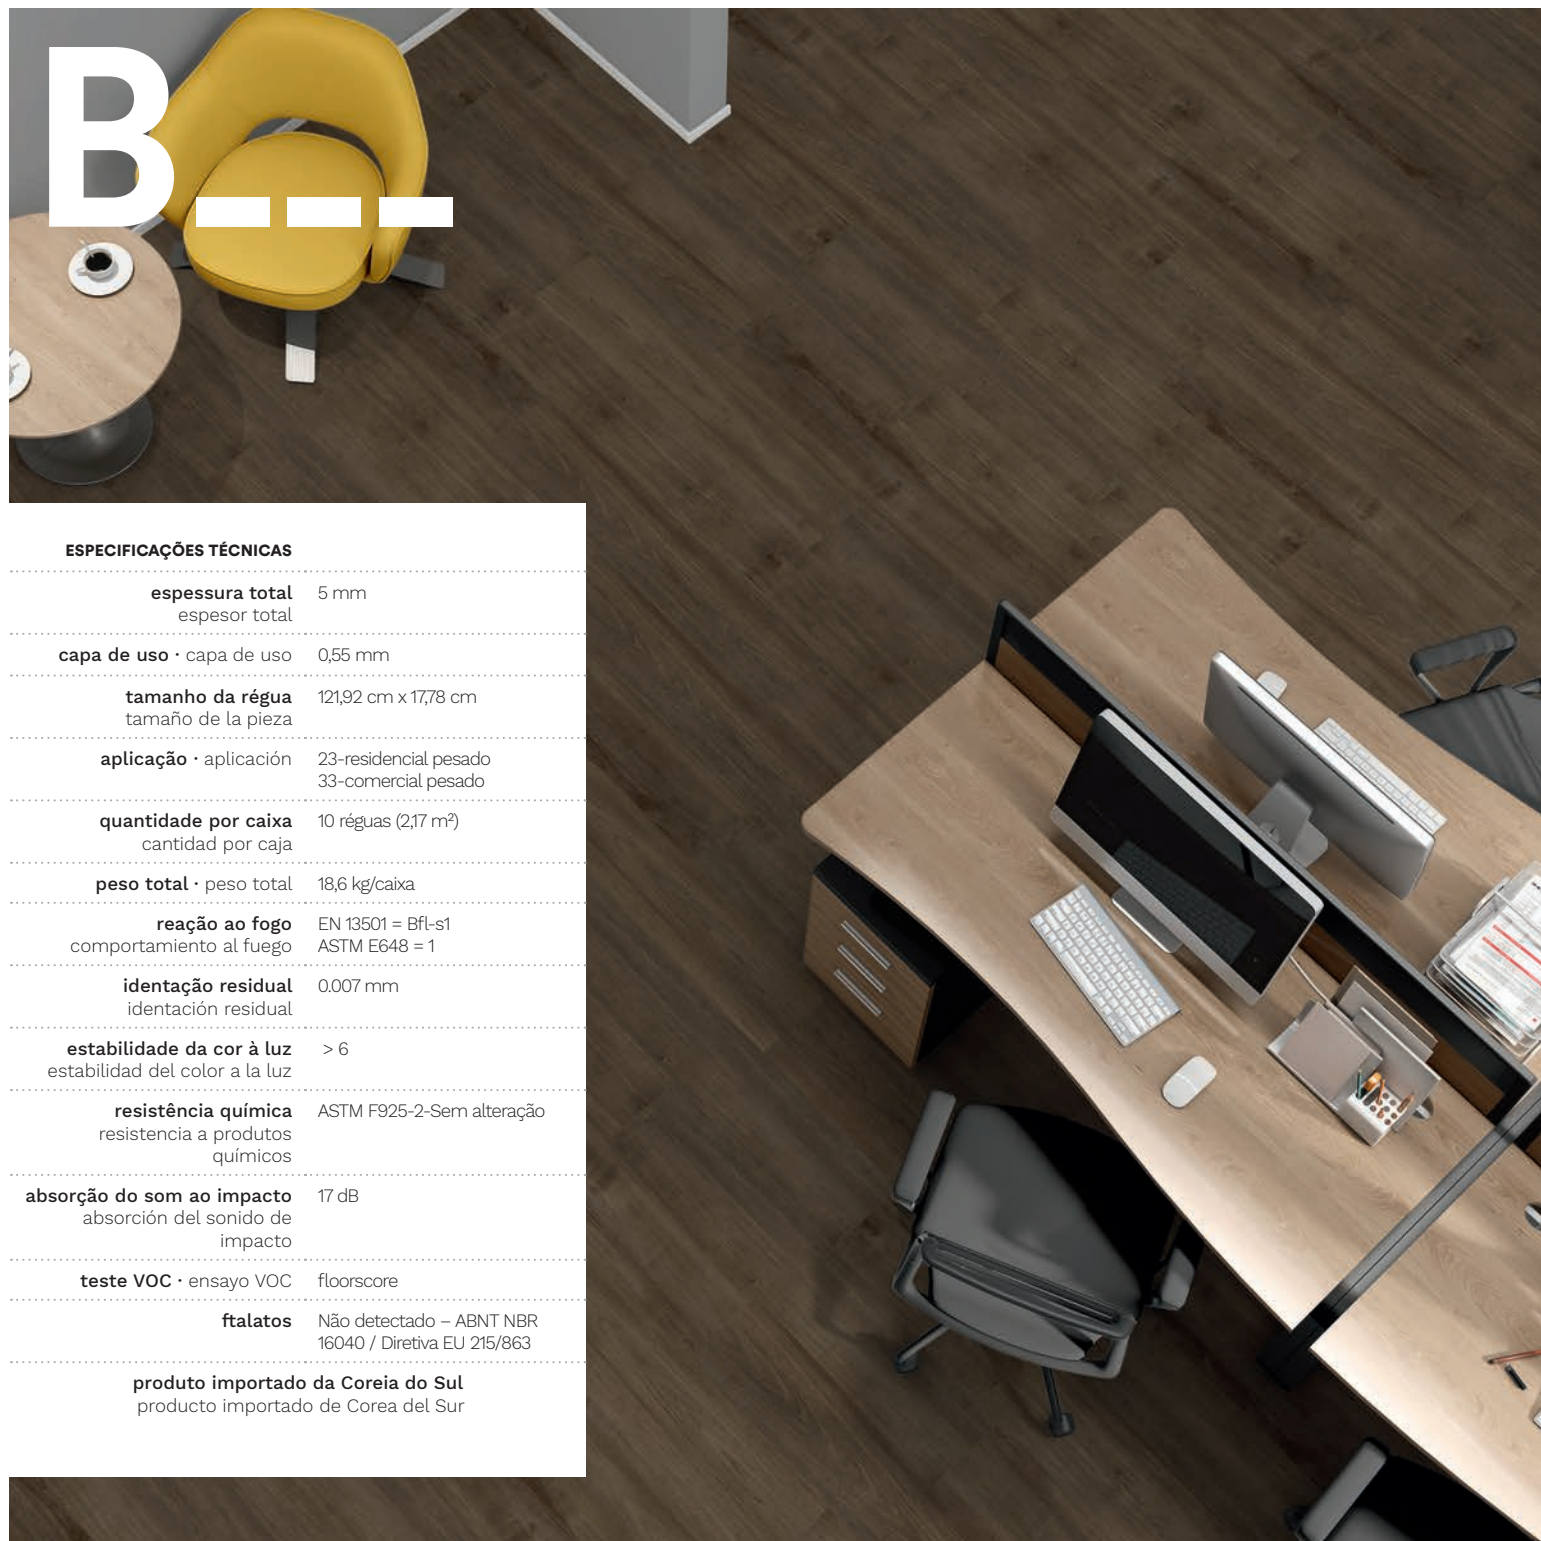 B___
ESPECIFICAÇÕES TÉCNICAS
espessura total 5 mm
espesor total
capa de uso · capa de uso 0,55 mm
tamanho da régua 121,92 cm x 17,78 cm
tamaño de la pieza
aplicação · aplicación 23-residencial pesado
33-comercial pesado
quantidade por caixa 10 réguas (2,17 m²)
cantidad por caja
peso total · peso total 18,6 kg/caixa
reação ao fogo EN 13501 = Bfl-s1
comportamiento al fuego ASTM E648 = 1
identação residual 0.007 mm
identación residual
estabilidade da cor à luz > 6
estabilidad del color a la luz
resistência química ASTM F925-2-Sem alteração
resistencia a produtos
químicos
absorção do som ao impacto 17 dB
absorción del sonido de
impacto
teste VOC · ensayo VOC floorscore
ftalatos Não detectado – ABNT NBR
16040 / Diretiva EU 215/863
produto importado da Coreia do Sul
producto importado de Corea del Sur